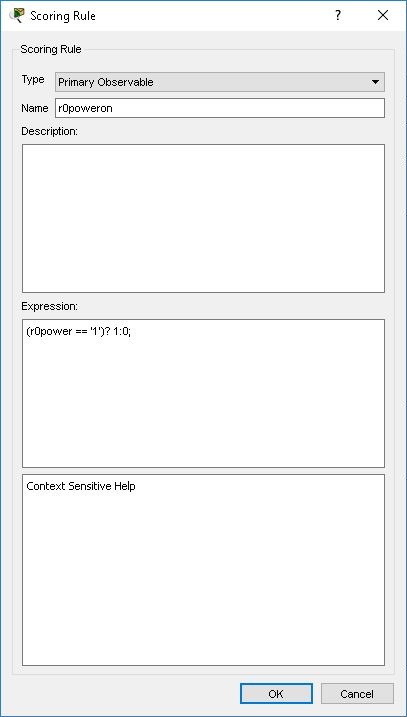 Scoring Rule
?
Scoring Rule
Type Primary Observable
Name r0poweron
Description:
Expression:
(r0power == '1')? 1:0;
Context Sensitive Help
OK Cancel